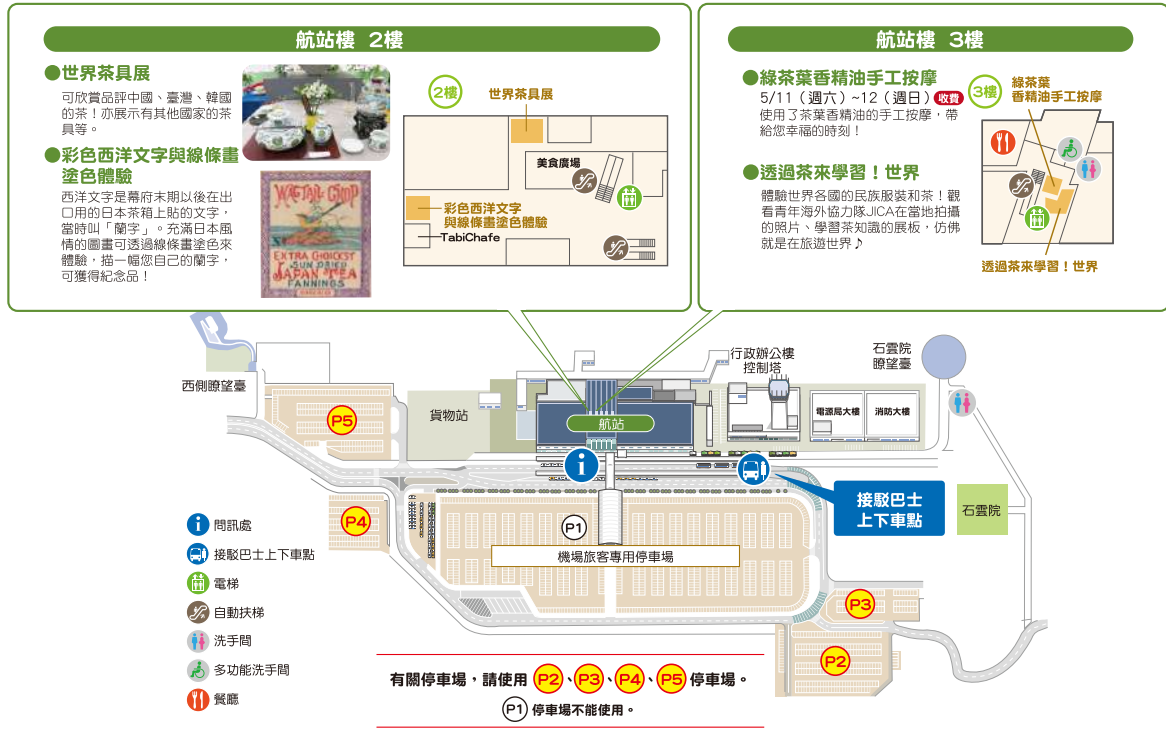 航站樓 2樓
●世界茶具展
可欣賞品評中國、臺灣、韓國
的茶！亦展示有其他國家的茶
具等。
●彩色西洋文字與線條畫
塗色體驗
西洋文字是幕府末期以後在出
口用的日本茶箱上貼的文字，
當時叫「蘭字」。充滿日本風
情的圖畫可透過線條畫塗色來
體驗，描一幅您自己的蘭字，
可獲得紀念品！
WAGTAIL CHOP
EXTRA CHOICEST
SUN DRIED
JAPAN TEA
FANNINGS
2樓
世界茶具展
美食廣場
彩色西洋文字
與線條畫塗色體驗
TabiChafe
航站樓 3樓
●綠茶葉香精油手工按摩
5/11（週六）~12（週日）收費
使用了茶葉香精油的手工按摩，帶
給您幸福的時刻！
●透過茶來學習！世界
體驗世界各國的民族服裝和茶！觀
看青年海外協力隊JICA在當地拍攝
的照片、學習茶知識的展板，仿佛
就是在旅遊世界♪
3樓
綠茶葉
香精油手工按摩
透過茶來學習！世界
西側瞭望臺
P5
貨物站
航站
行政辦公樓
控制塔
電源局大樓
消防大樓
石雲院
瞭望臺
i
接駁巴士
上下車點
石雲院
P4
P1
機場旅客專用停車場
P3
P2
i 問訊處
接駁巴士上下車點
電梯
自動扶梯
洗手間
多功能洗手間
餐廳
有關停車場，請使用 P2、P3、P4、P5 停車場。
P1 停車場不能使用。